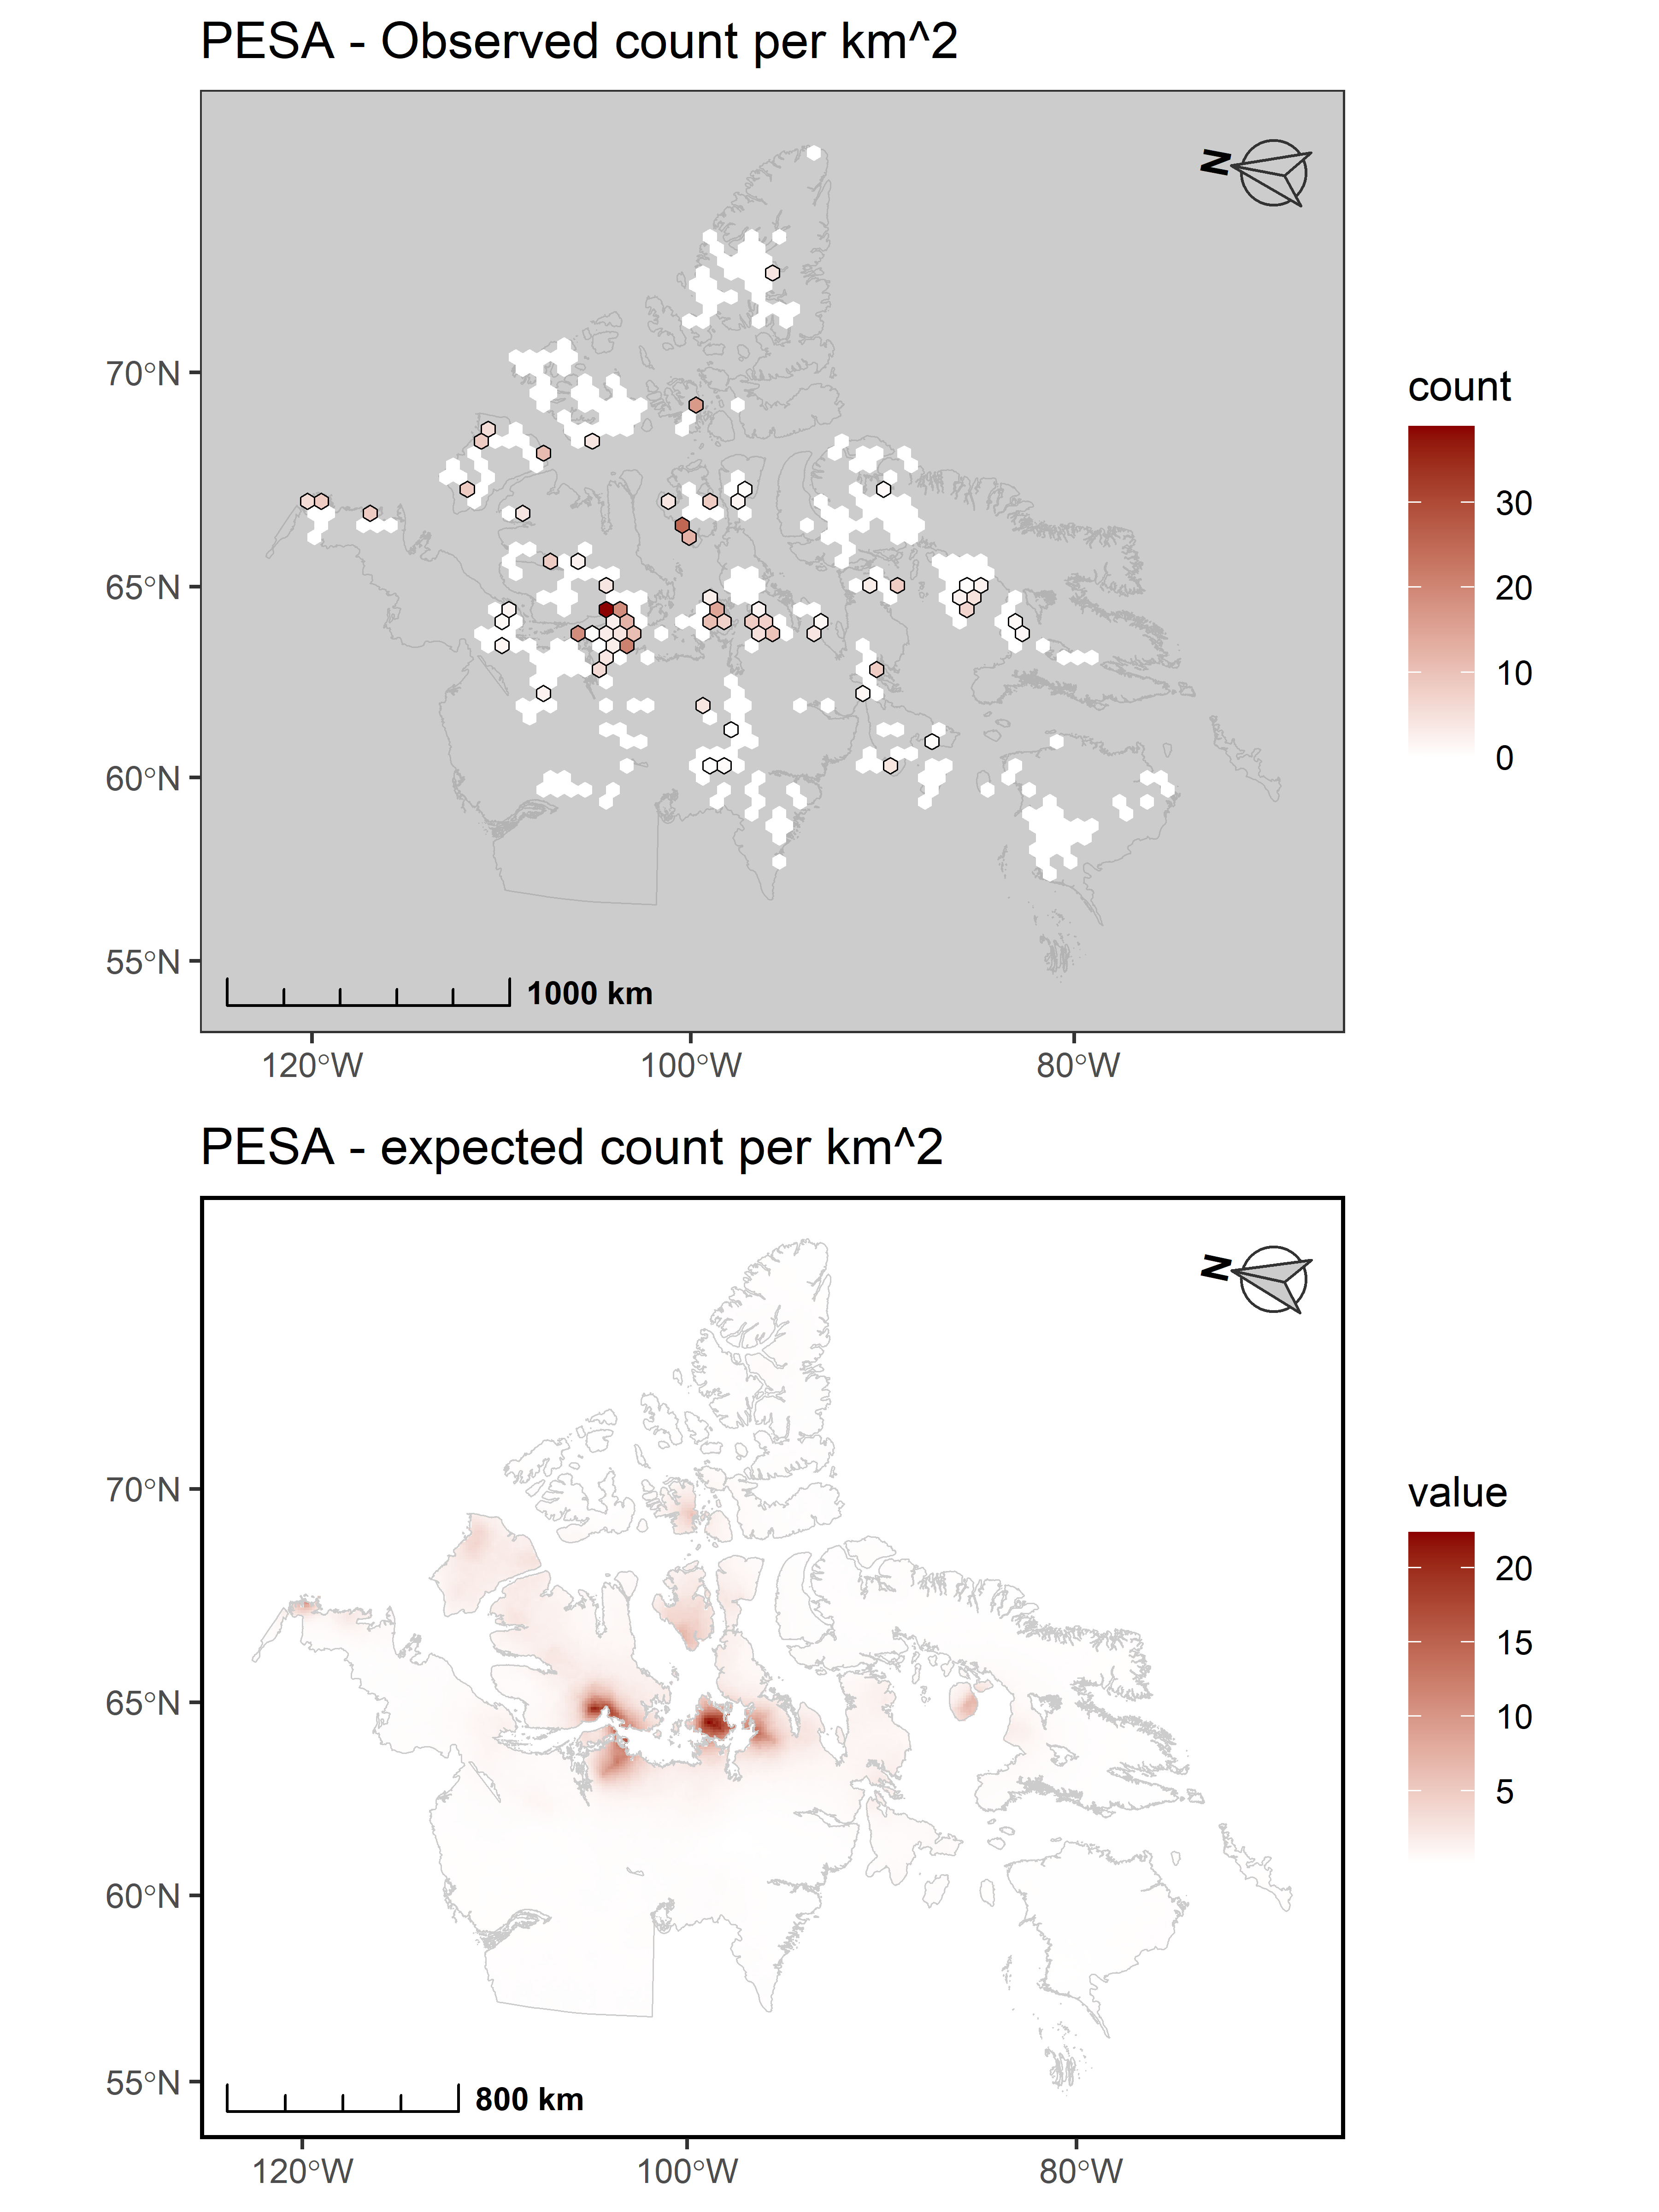 PESA - Observed count per km^2
N
count
70°N
30
20
65°N
10
60°N
0
55°N
1000 km
120°W 100°W 80°W
PESA - expected count per km^2
N
70°N
value
20
15
65°N
10
5
60°N
55°N
800 km
120°W 100°W 80°W